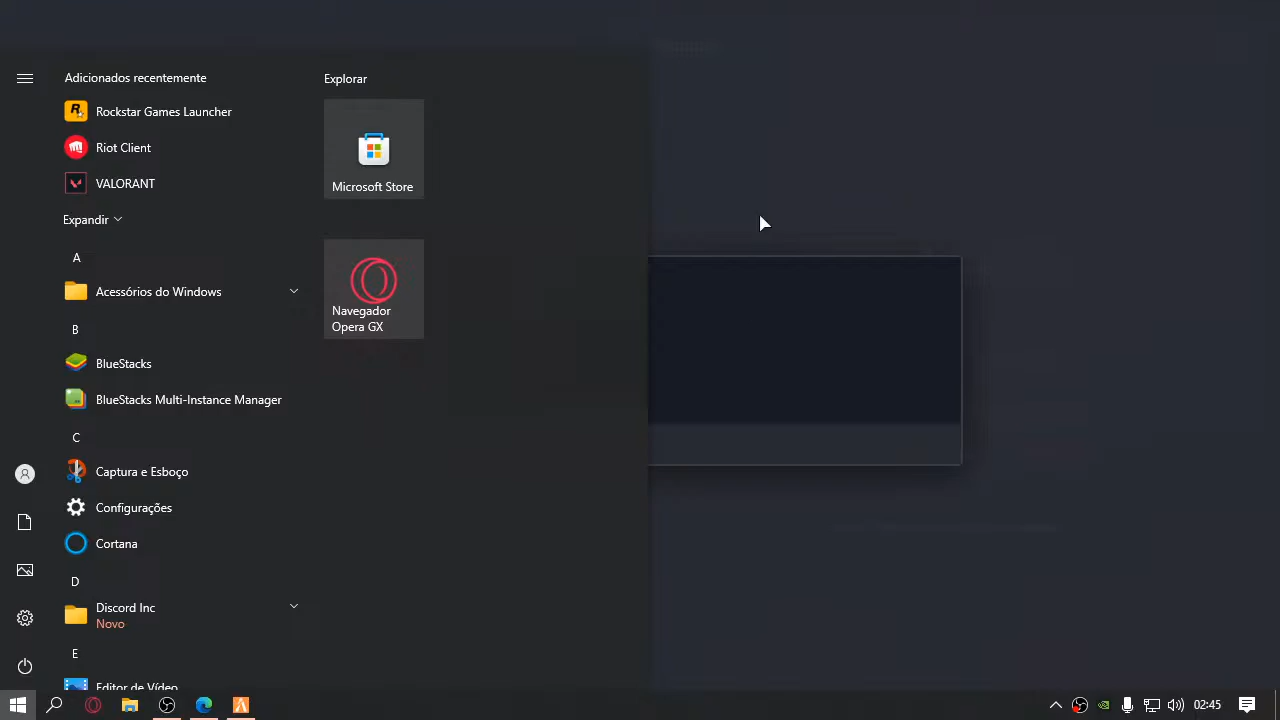 Adicionados recentemente
Rockstar Games Launcher
Riot Client
VALORANT
Expandir
A
Acessórios do Windows
B
BlueStacks
BlueStacks Multi-Instance Manager
C
Captura e Esboço
Configurações
Cortana
D
Discord Inc
Novo
E
Editor de Vídeo
Explorar
Microsoft Store
Navegador
Opera GX
02:45